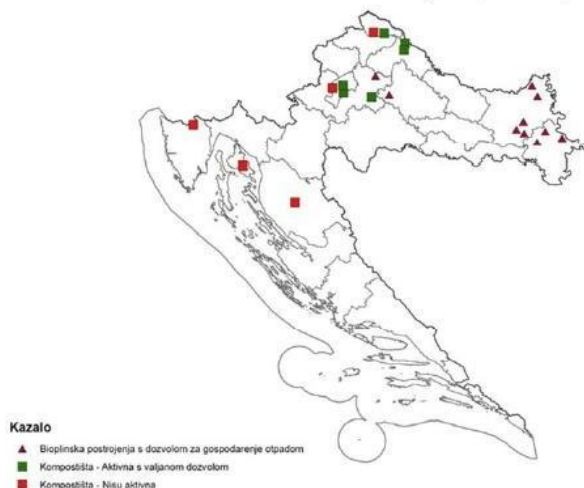 Kazalo
Bioplinska postrojenja s dozvolom za gospodarenje otpadom
Kompostišta - Aktivna s valjanom dozvolom
Kompostišta - Nisu aktivna